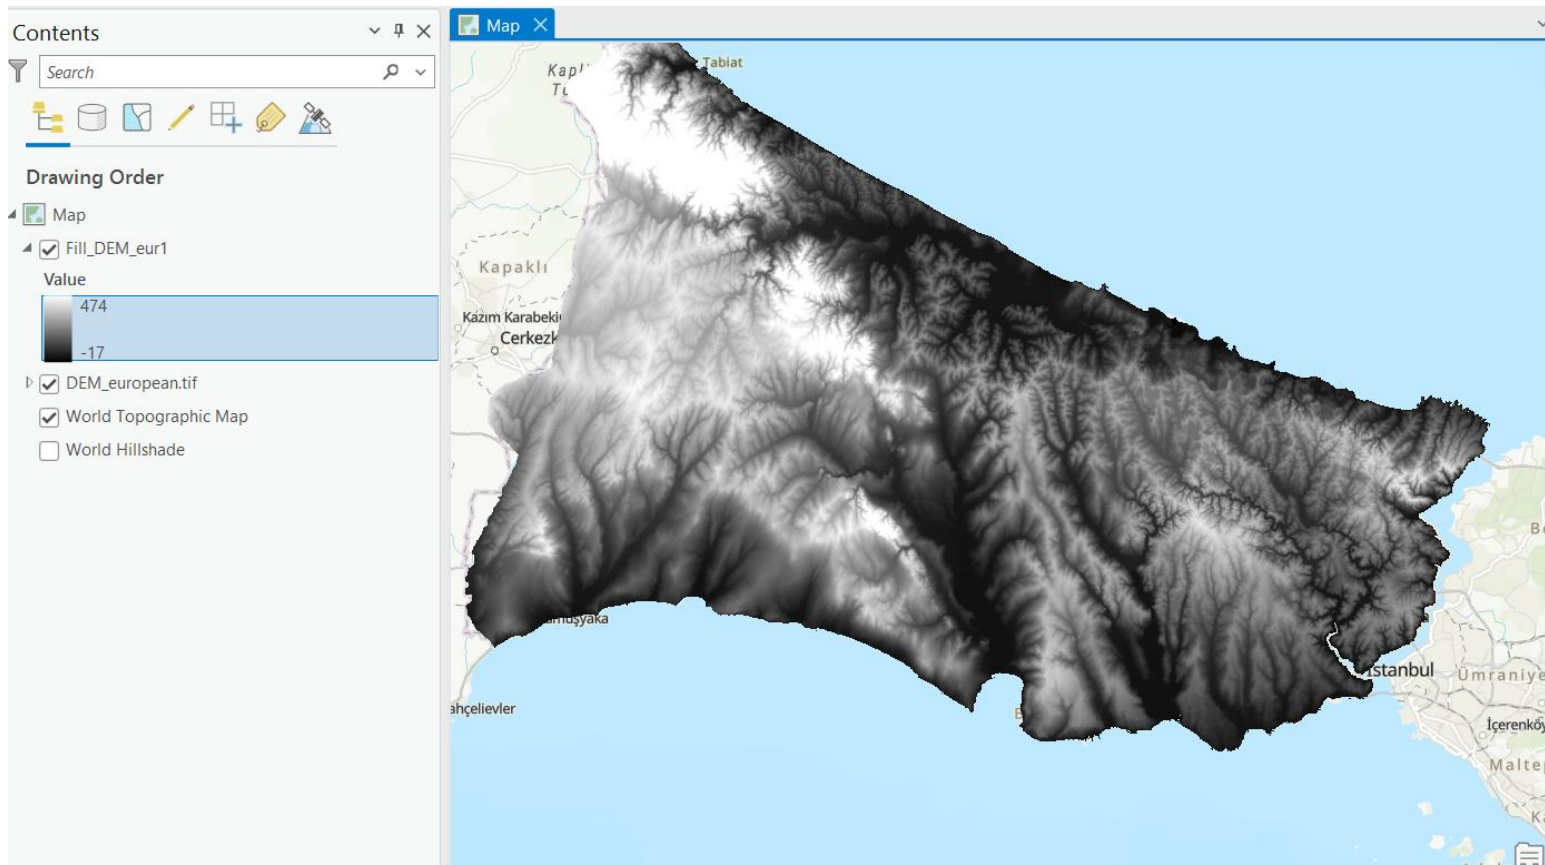 Contents
Search
Drawing Order
Map
Fill_DEM_eur1
Value
474
-17
DEM_european.tif
World Topographic Map
World Hillshade
Map
Tabiat
Kapaklı
Kazım Karabeki
Cerkezk
ahçelievler
İstanbul
Ümraniye
İçerenköy